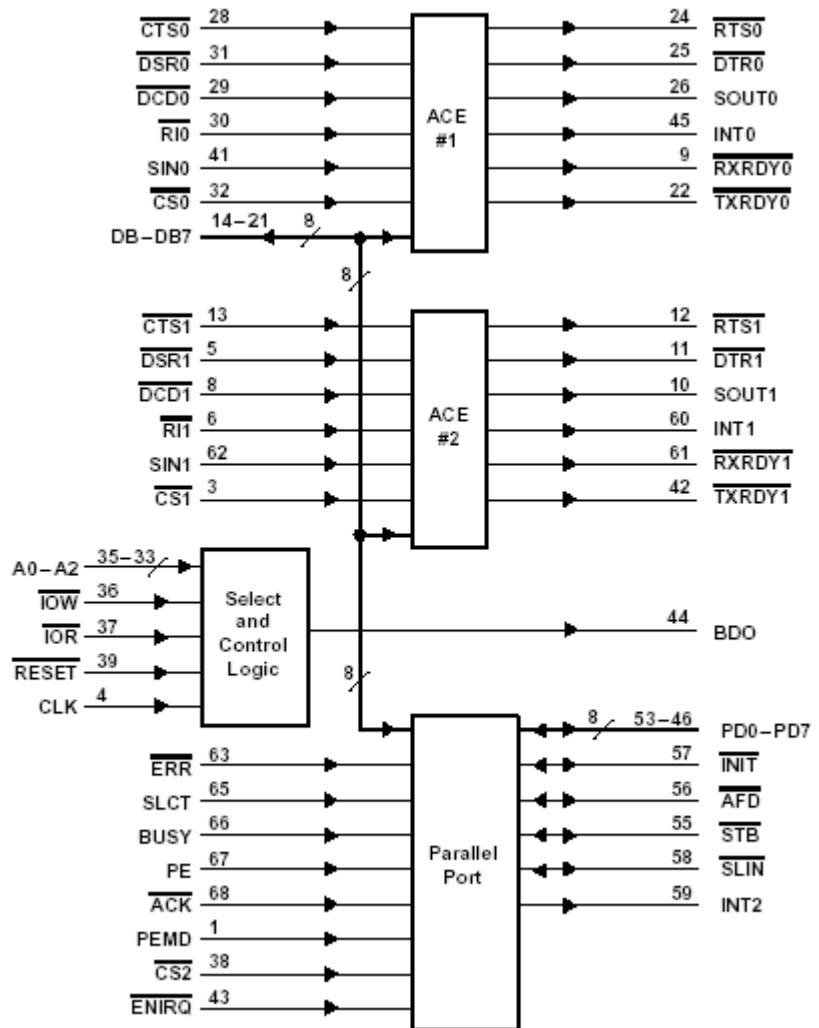 CTS0 28 24 RTS0
DSR0 31 25 DTR0
DCD0 29 26 SOUT0
ACE
#1
RI0 30 45 INT0
SIN0 41 9 RXRDY0
CS0 32 22 TXRDY0
DB–DB7 14–21 8
8
CTS1 13 12 RTS1
DSR1 5 11 DTR1
DCD1 8 10 SOUT1
ACE
#2
RI1 6 60 INT1
SIN1 62 61 RXRDY1
CS1 3 42 TXRDY1
A0–A2 35–33
IOW 36
IOR 37
RESET 39
CLK 4
Select
and
Control
Logic
44 BDO
8
8 53–46 PD0–PD7
ERR 63 57 INIT
SLCT 65 56 AFD
BUSY 66 55 STB
PE 67 58 SLIN
Parallel
Port
ACK 68 59 INT2
PEMD 1
CS2 38
ENIRQ 43